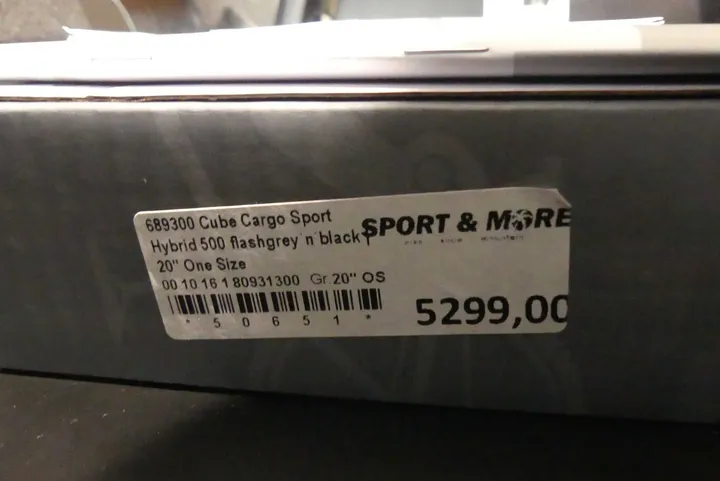 689300 Cube Cargo Sport
Hybrid 500 flashgrey´n´black
20" One Size
00 10 16 1 80931300 Gr.20" OS
* 5 0 6 5 1 *
SPORT & MORE
5299,00